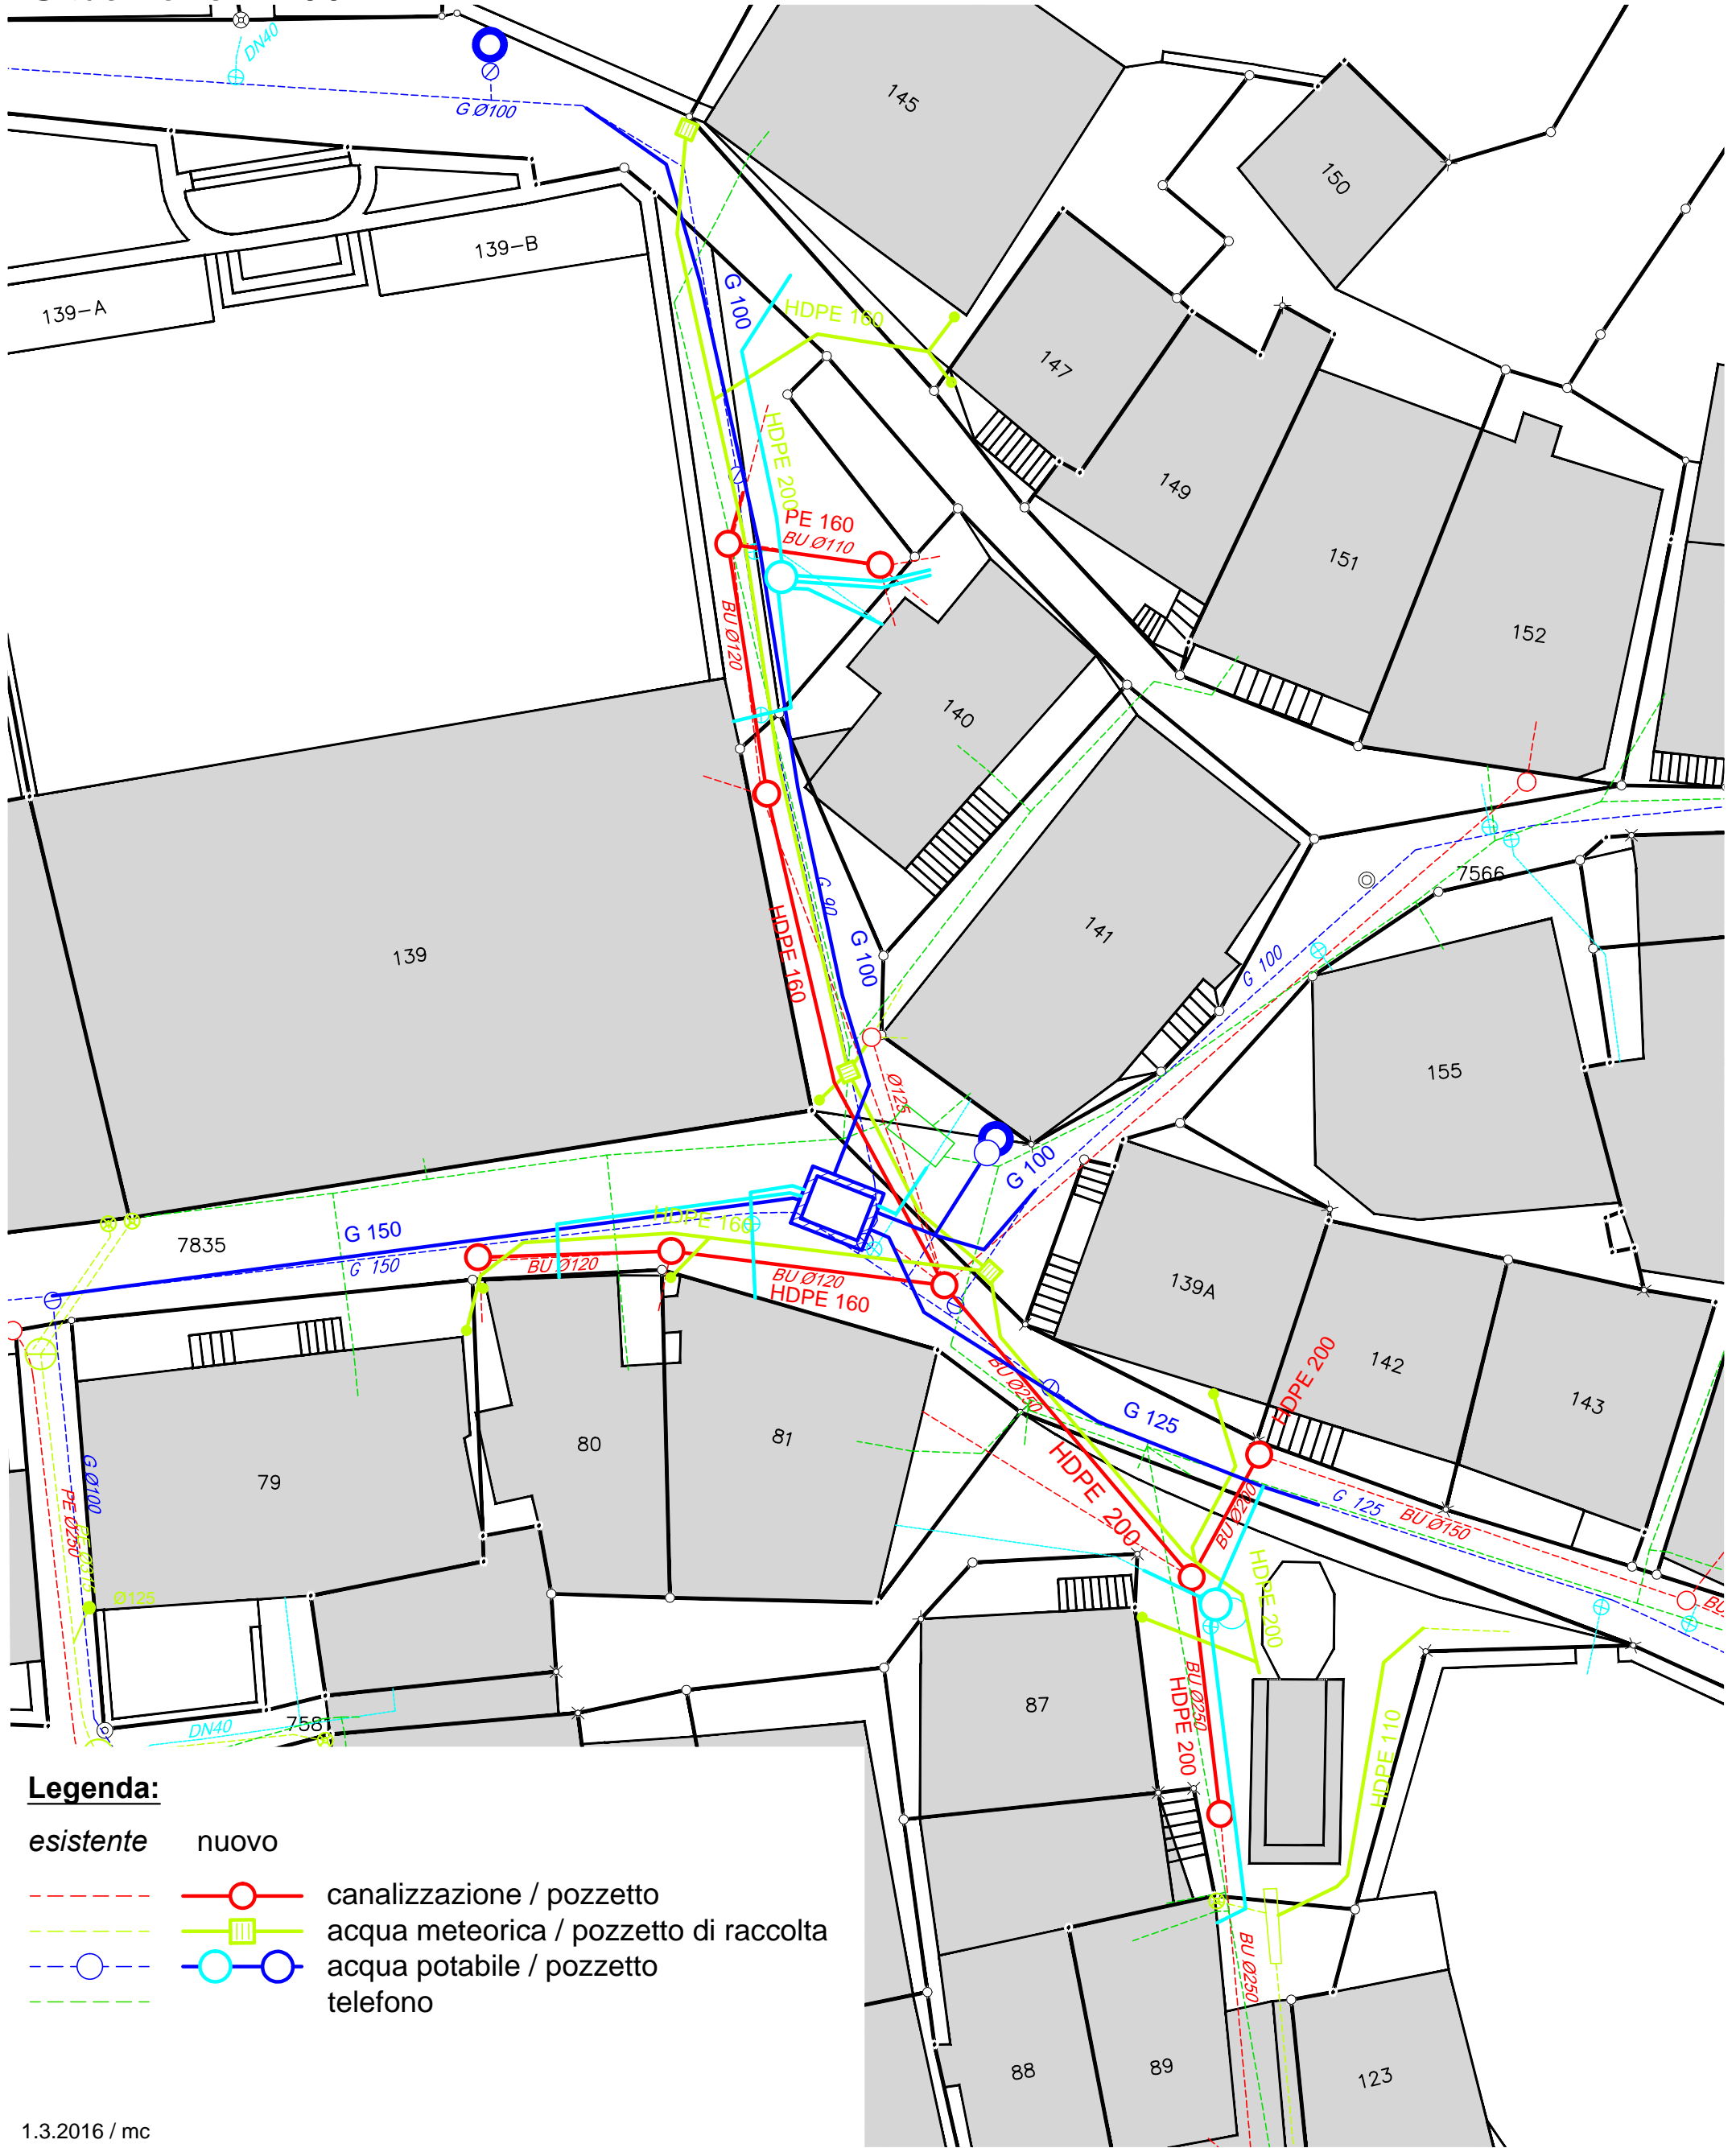 DN40
G Ø100
145
150
139-B
139-A
G 100
HDPE 160
147
HDPE 200
149
PE 160
BU Ø110
151
BU Ø120
152
140
7566
G 90
141
139
HDPE 160
G 100
G 100
155
Ø125
G 100
HDPE 160
G 150
7835
G 150
BU Ø120
BU Ø120
HDPE 160
139A
142
HDPE 200
143
BU Ø250
G 125
80
81
79
HDPE 200
G Ø100
PE Ø250
BU Ø200
G 125
BU Ø150
Ø125
HDPE 200
BU
87
BU Ø250
HDPE 200
758
DN40
HDPE 110
Legenda:
esistente nuovo
canalizzazione / pozzetto
acqua meteorica / pozzetto di raccolta
acqua potabile / pozzetto
telefono
BU Ø250
88
89
123
1.3.2016 / mc